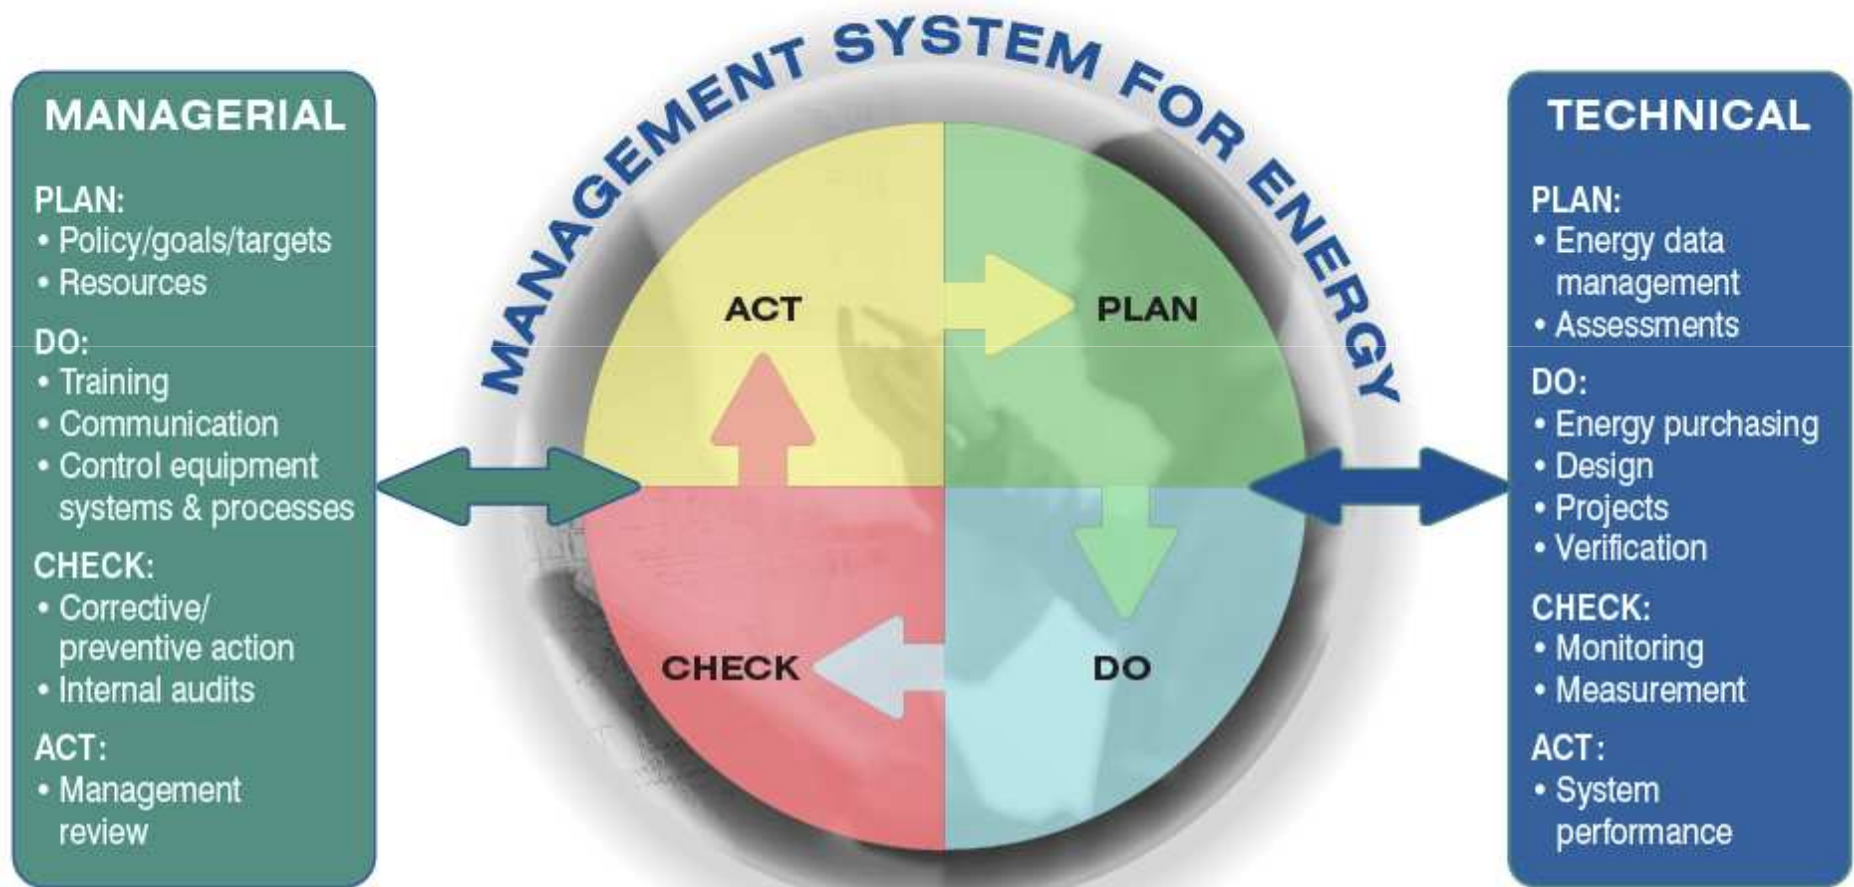 MANAGEMENT SYSTEM FOR ENERGY
MANAGERIAL
PLAN:
• Policy/goals/targets
• Resources
DO:
• Training
• Communication
• Control equipment
systems & processes
CHECK:
• Corrective/
preventive action
• Internal audits
ACT:
• Management
review
ACT
PLAN
CHECK
DO
TECHNICAL
PLAN:
• Energy data
management
• Assessments
DO:
• Energy purchasing
• Design
• Projects
• Verification
CHECK:
• Monitoring
• Measurement
ACT:
• System
performance